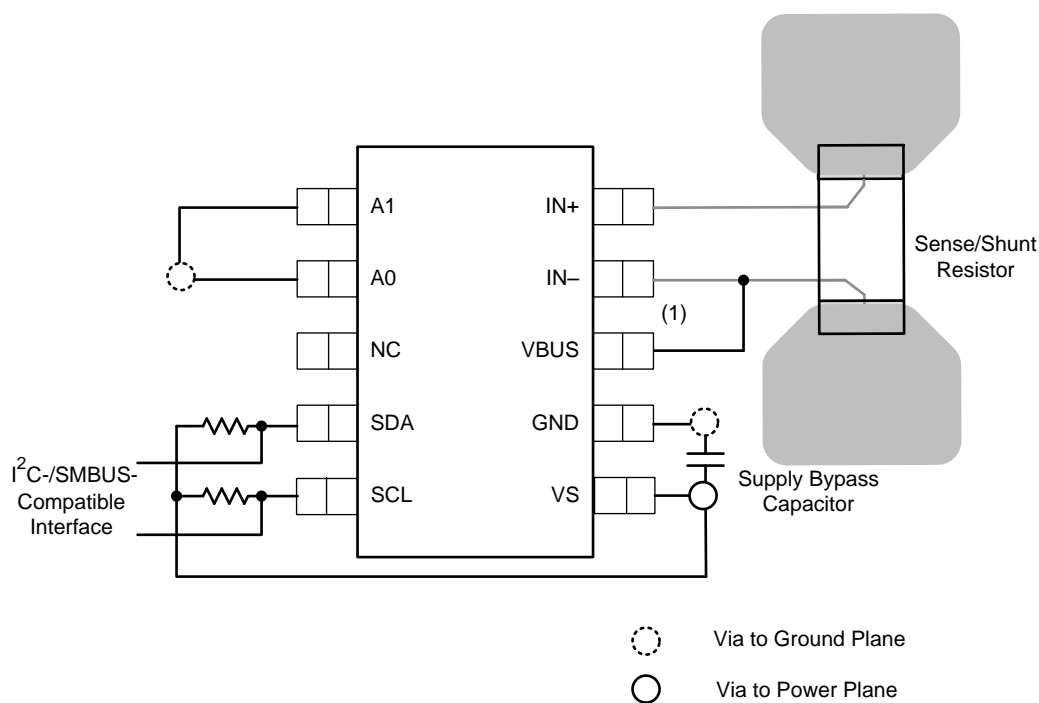 A1
A0
NC
SDA
SCL
IN+
IN–
(1)
VBUS
GND
VS
Sense/Shunt
Resistor
Supply Bypass
Capacitor
I²C-/SMBUS-
Compatible
Interface
Via to Ground Plane
Via to Power Plane